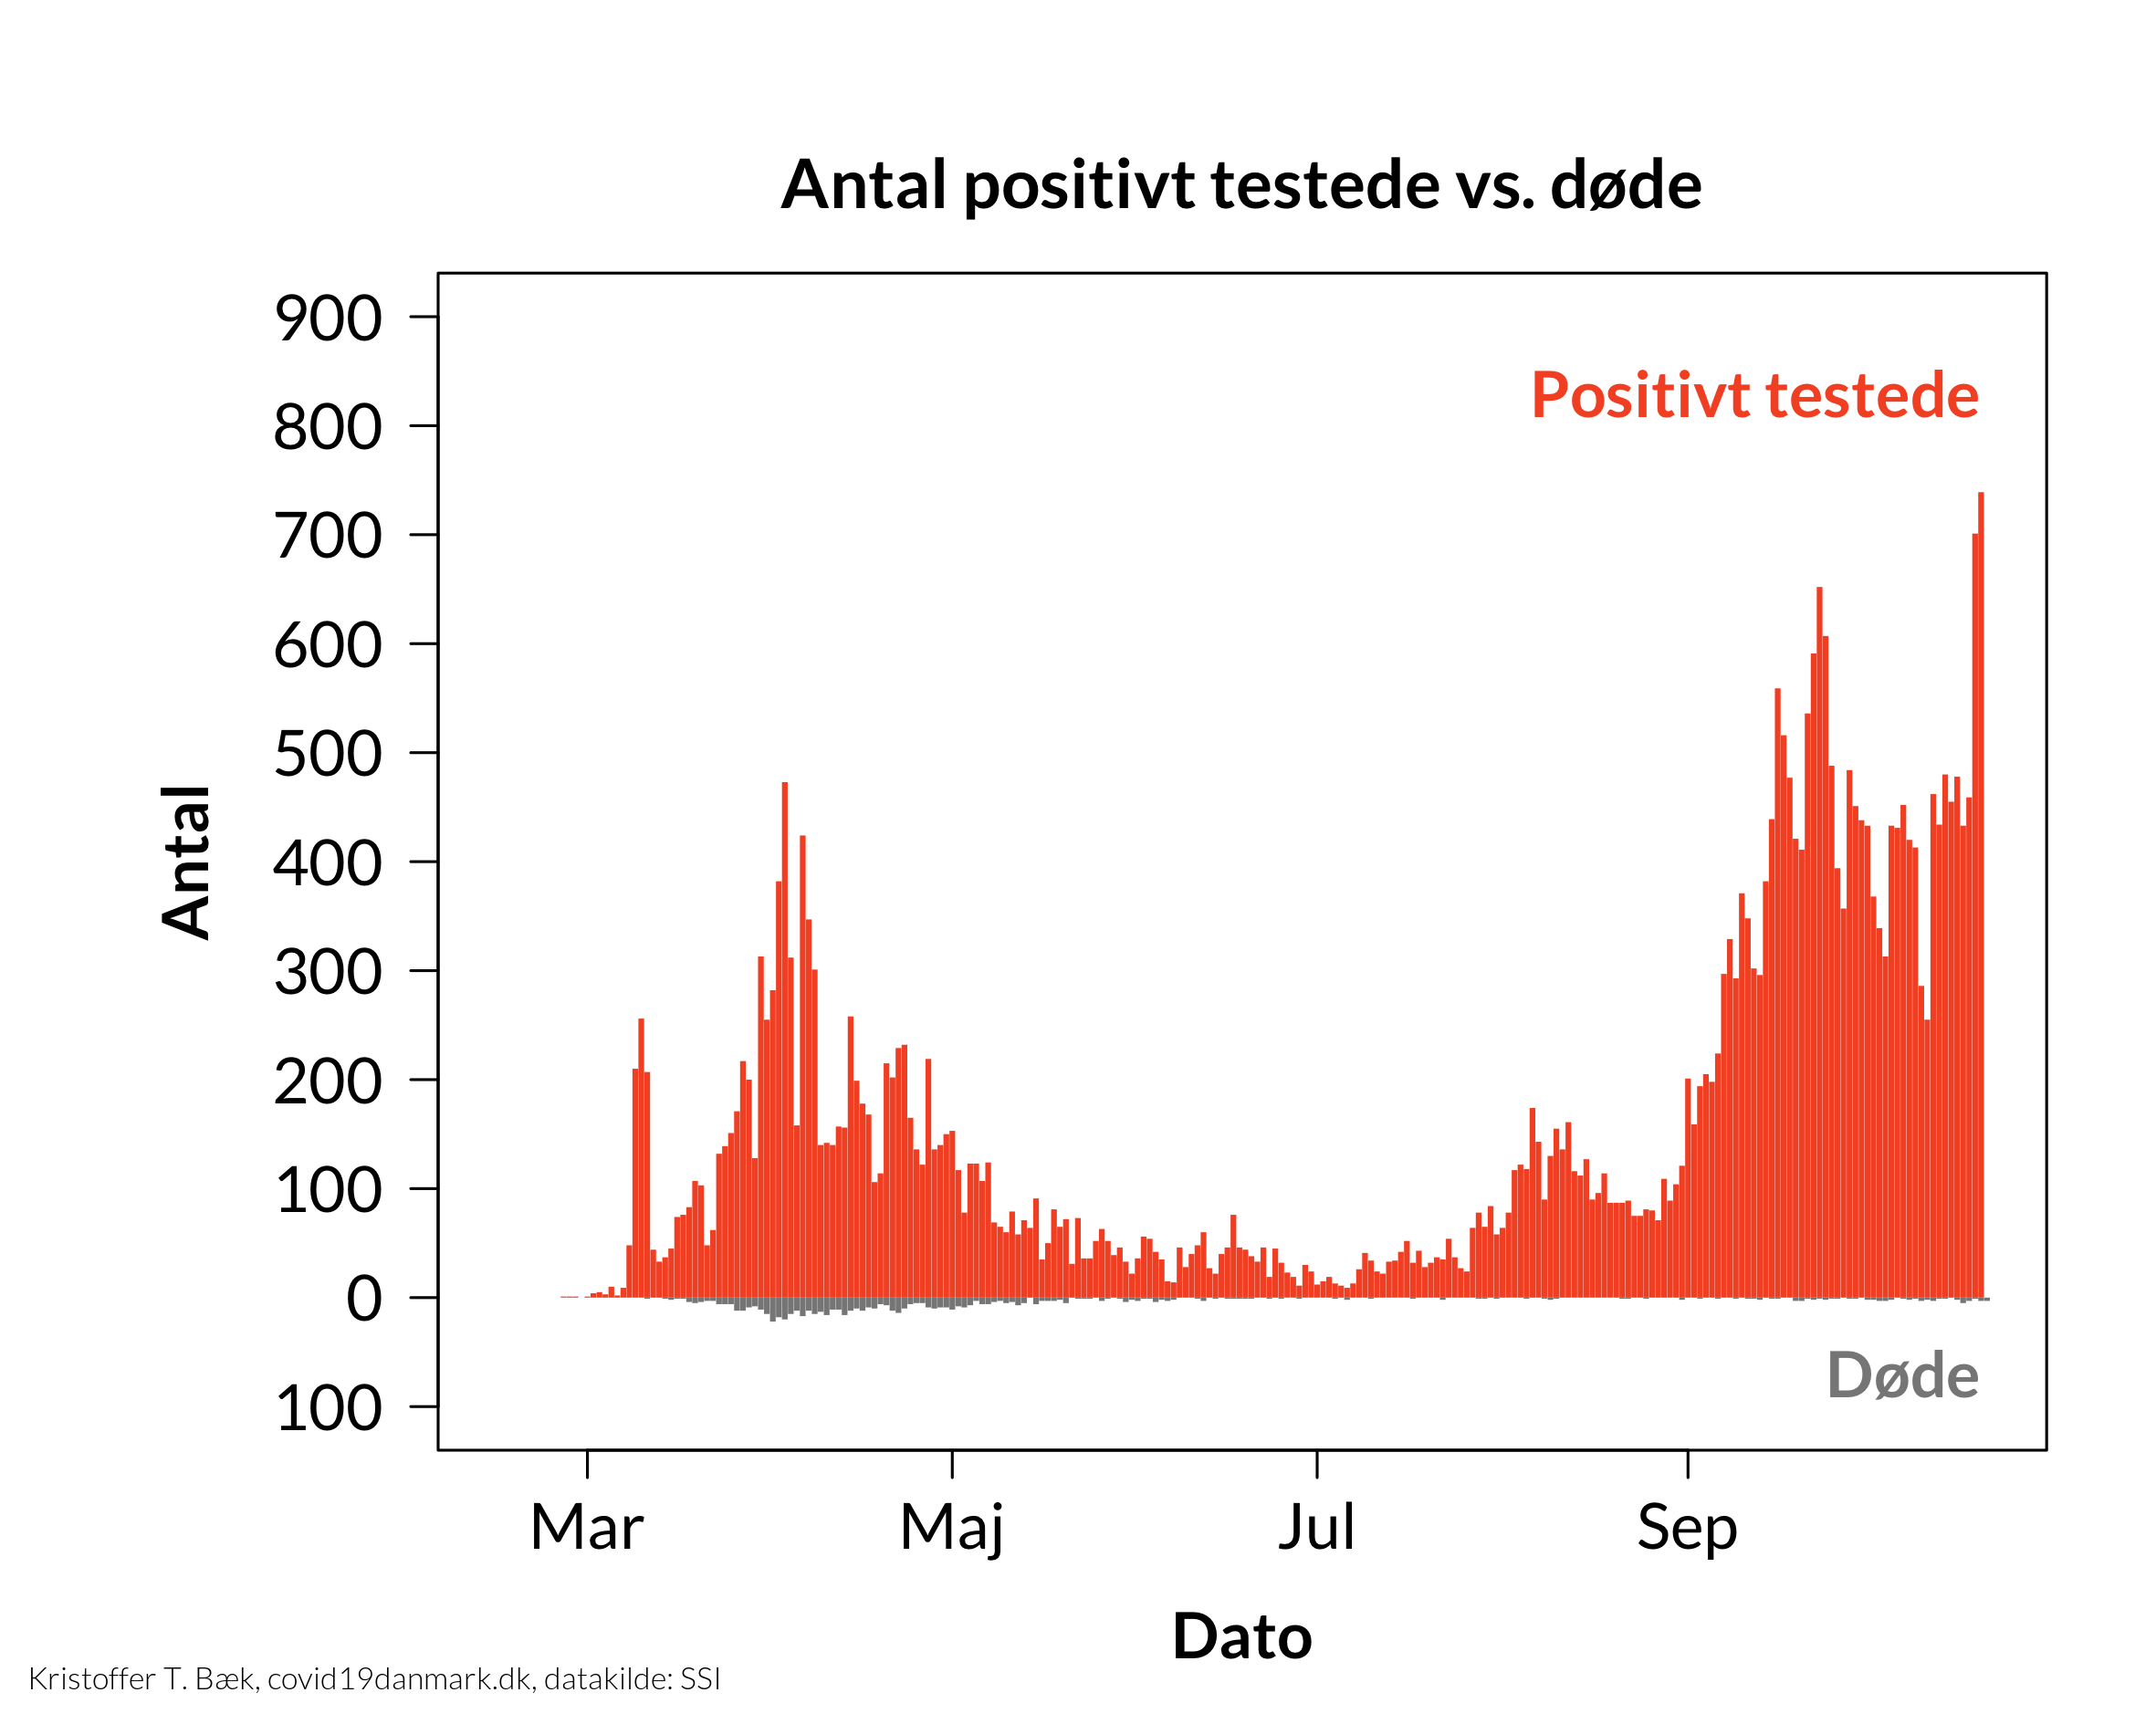 Antal positivt testede vs. døde
900
800
700
600
500
400
300
200
100
0
100
Antal
Positivt testede
Døde
Mar Maj Jul Sep
Dato
Kristoffer T. Bæk, covid19danmark.dk, datakilde: SSI